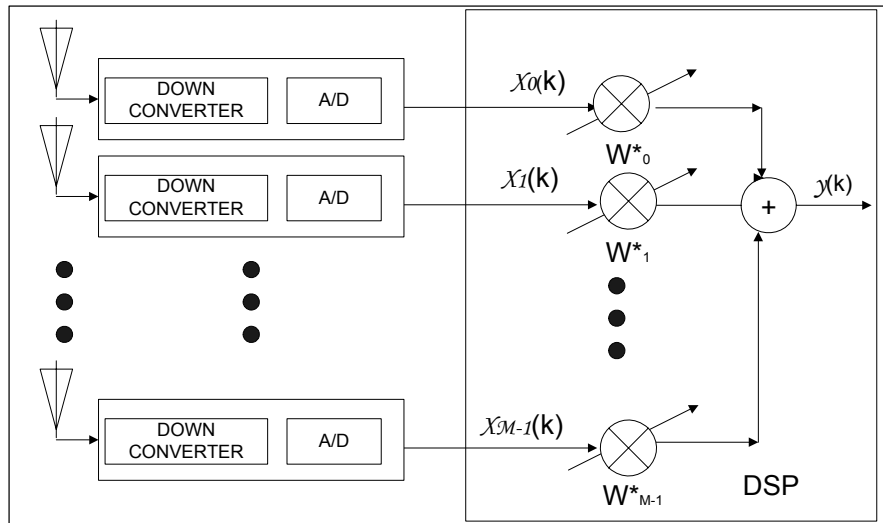 DOWN
CONVERTER
A/D
X0(k)
W*0
DOWN
CONVERTER
A/D
X1(k)
W*1
+
y(k)
DOWN
CONVERTER
A/D
XM-1(k)
W*M-1
DSP